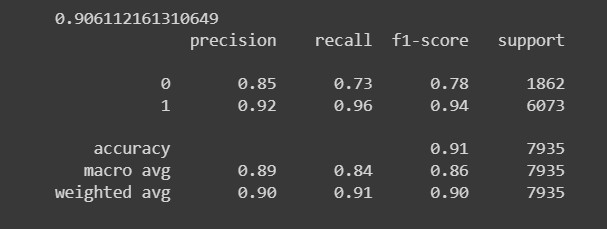 0.906112161310649
precision recall f1-score support
0 0.85 0.73 0.78 1862
1 0.92 0.96 0.94 6073
accuracy 0.91 7935
macro avg 0.89 0.84 0.86 7935
weighted avg 0.90 0.91 0.90 7935